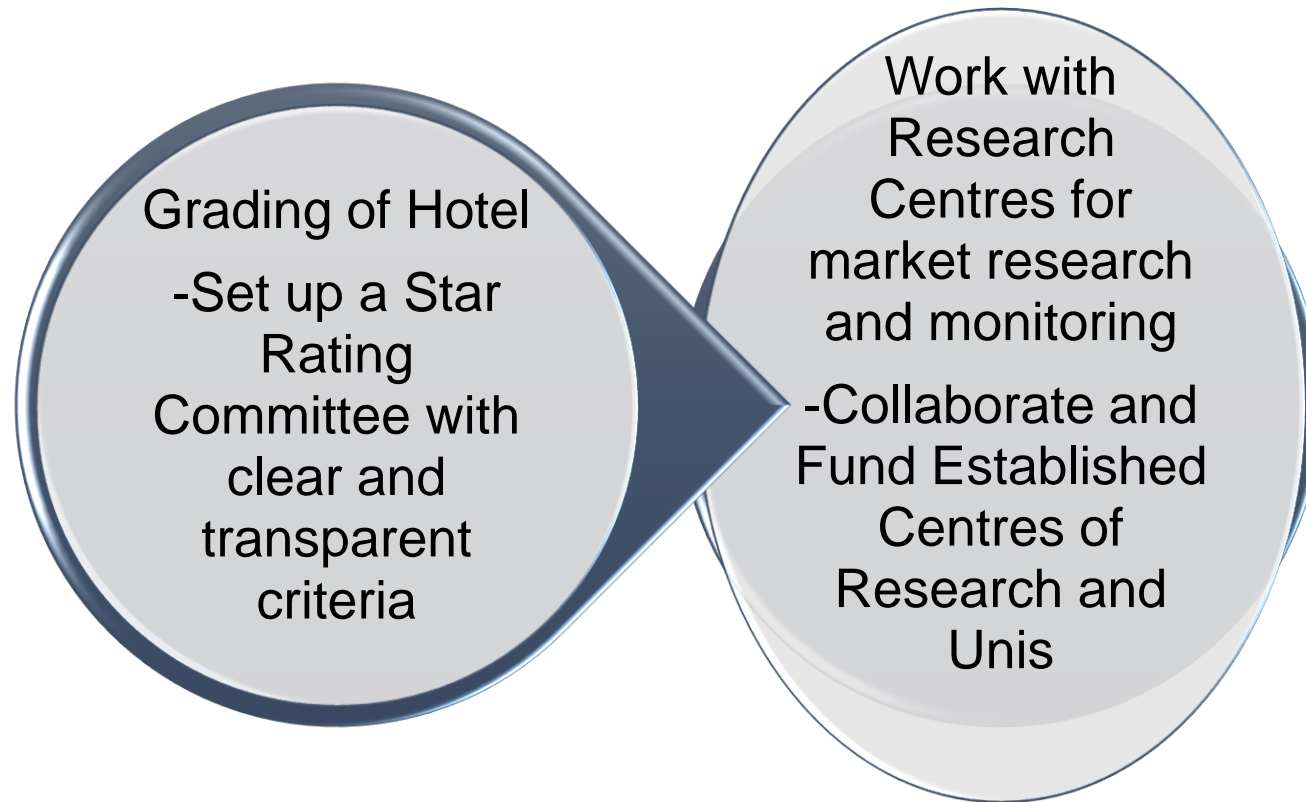 Grading of Hotel
-Set up a Star
Rating
Committee with
clear and
transparent
criteria
Work with
Research
Centres for
market research
and monitoring
-Collaborate and
Fund Established
Centres of
Research and
Unis